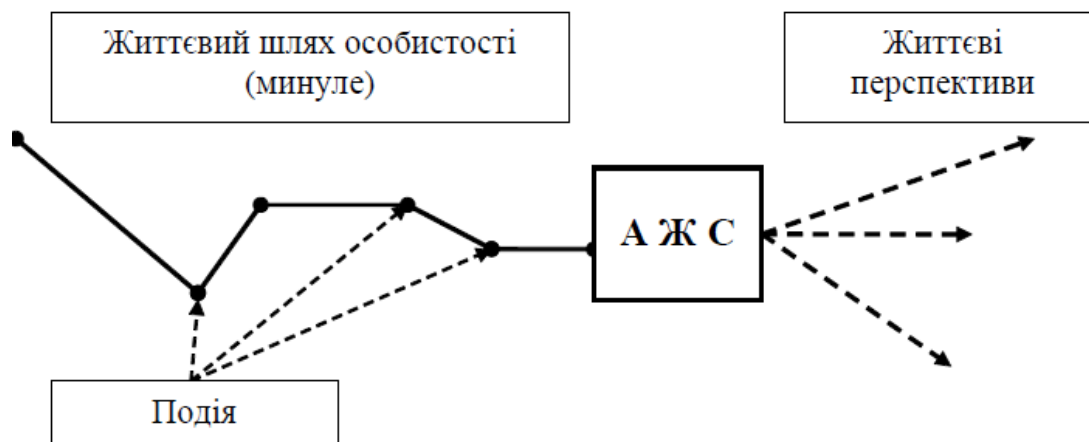 Життєвий шлях особистості
(минуле)
Життєві
перспективи
А Ж С
Подія